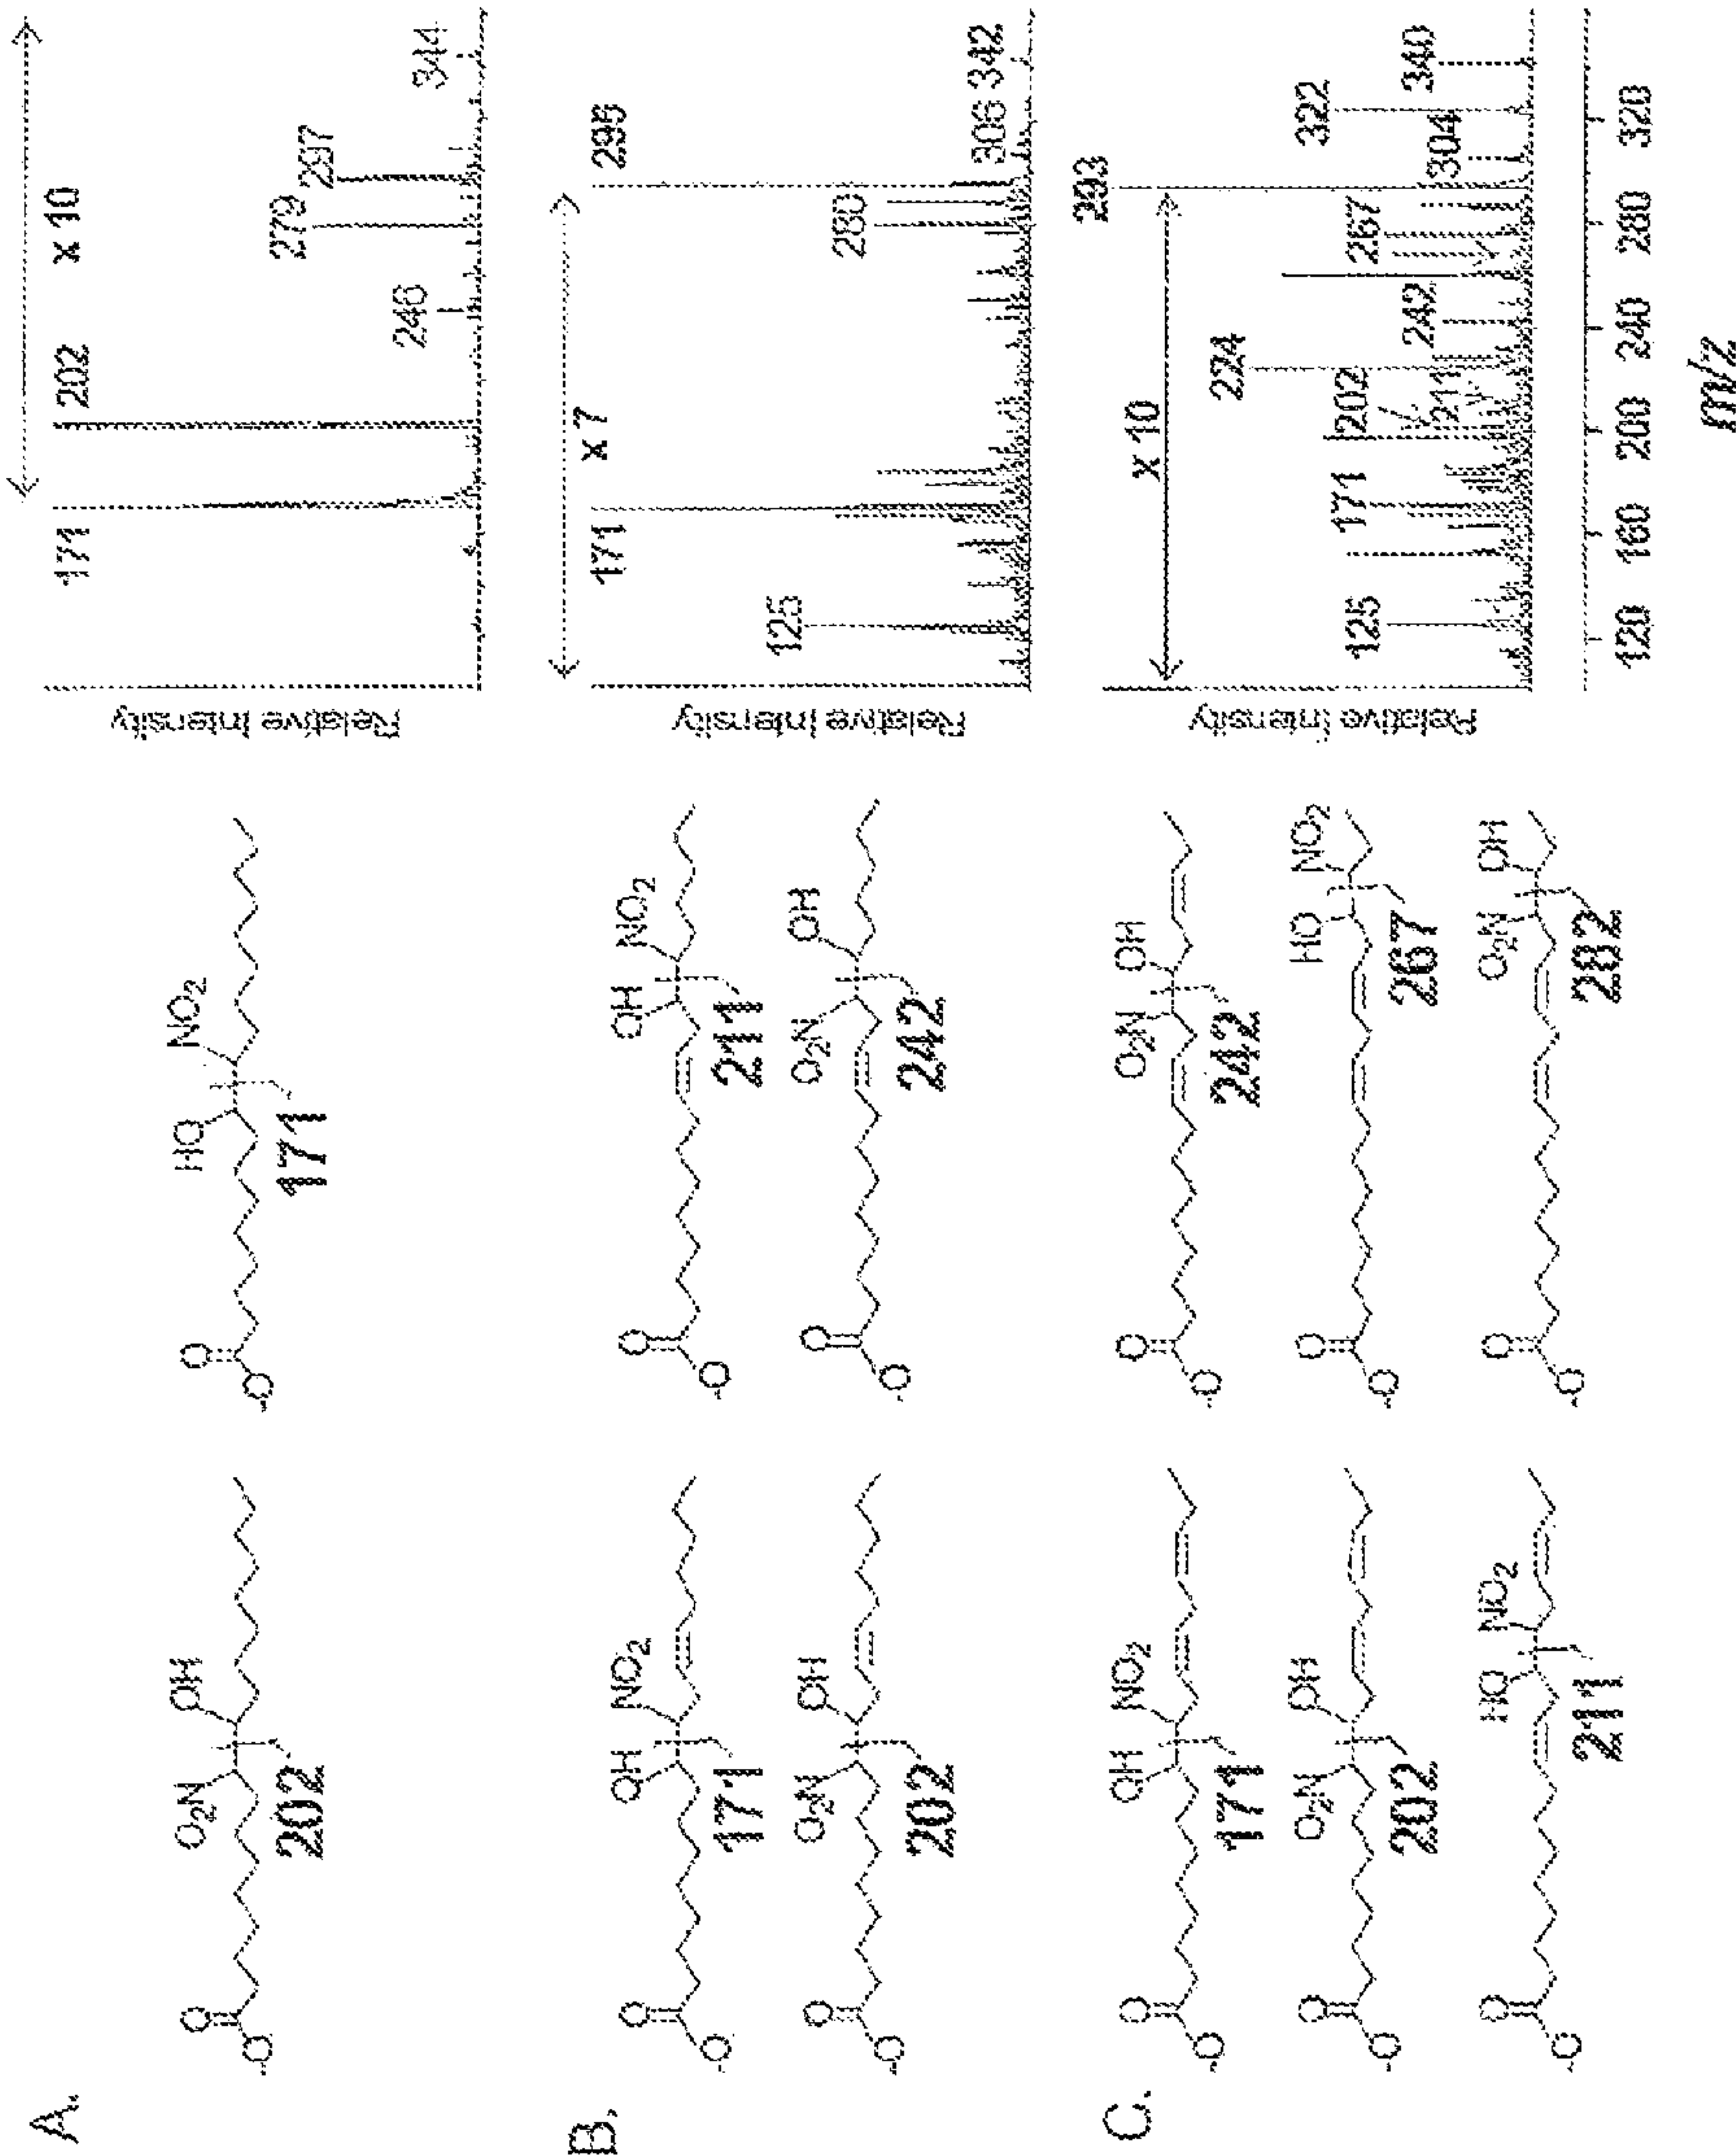 A.
O₂N OH
O
-O
202
HO NO₂
O
-O
171
171
202
x 10
246
279
297
344
Relative Intensity
B.
OH NO₂
O
-O
171
OH NO₂
O
-O
211
O₂N OH
O
-O
202
O₂N OH
O
-O
242
125
171
x 7
280
295
306
342
Relative Intensity
C.
OH NO₂
O
-O
171
O₂N OH
O
-O
242
O₂N OH
O
-O
202
HO NO₂
O
-O
267
HO NO₂
O
-O
211
O₂N OH
O
-O
282
125
171
x 10
202
211
224
242
267
293
304
322
340
Relative Intensity
120 160 200 240 280 320
m/z